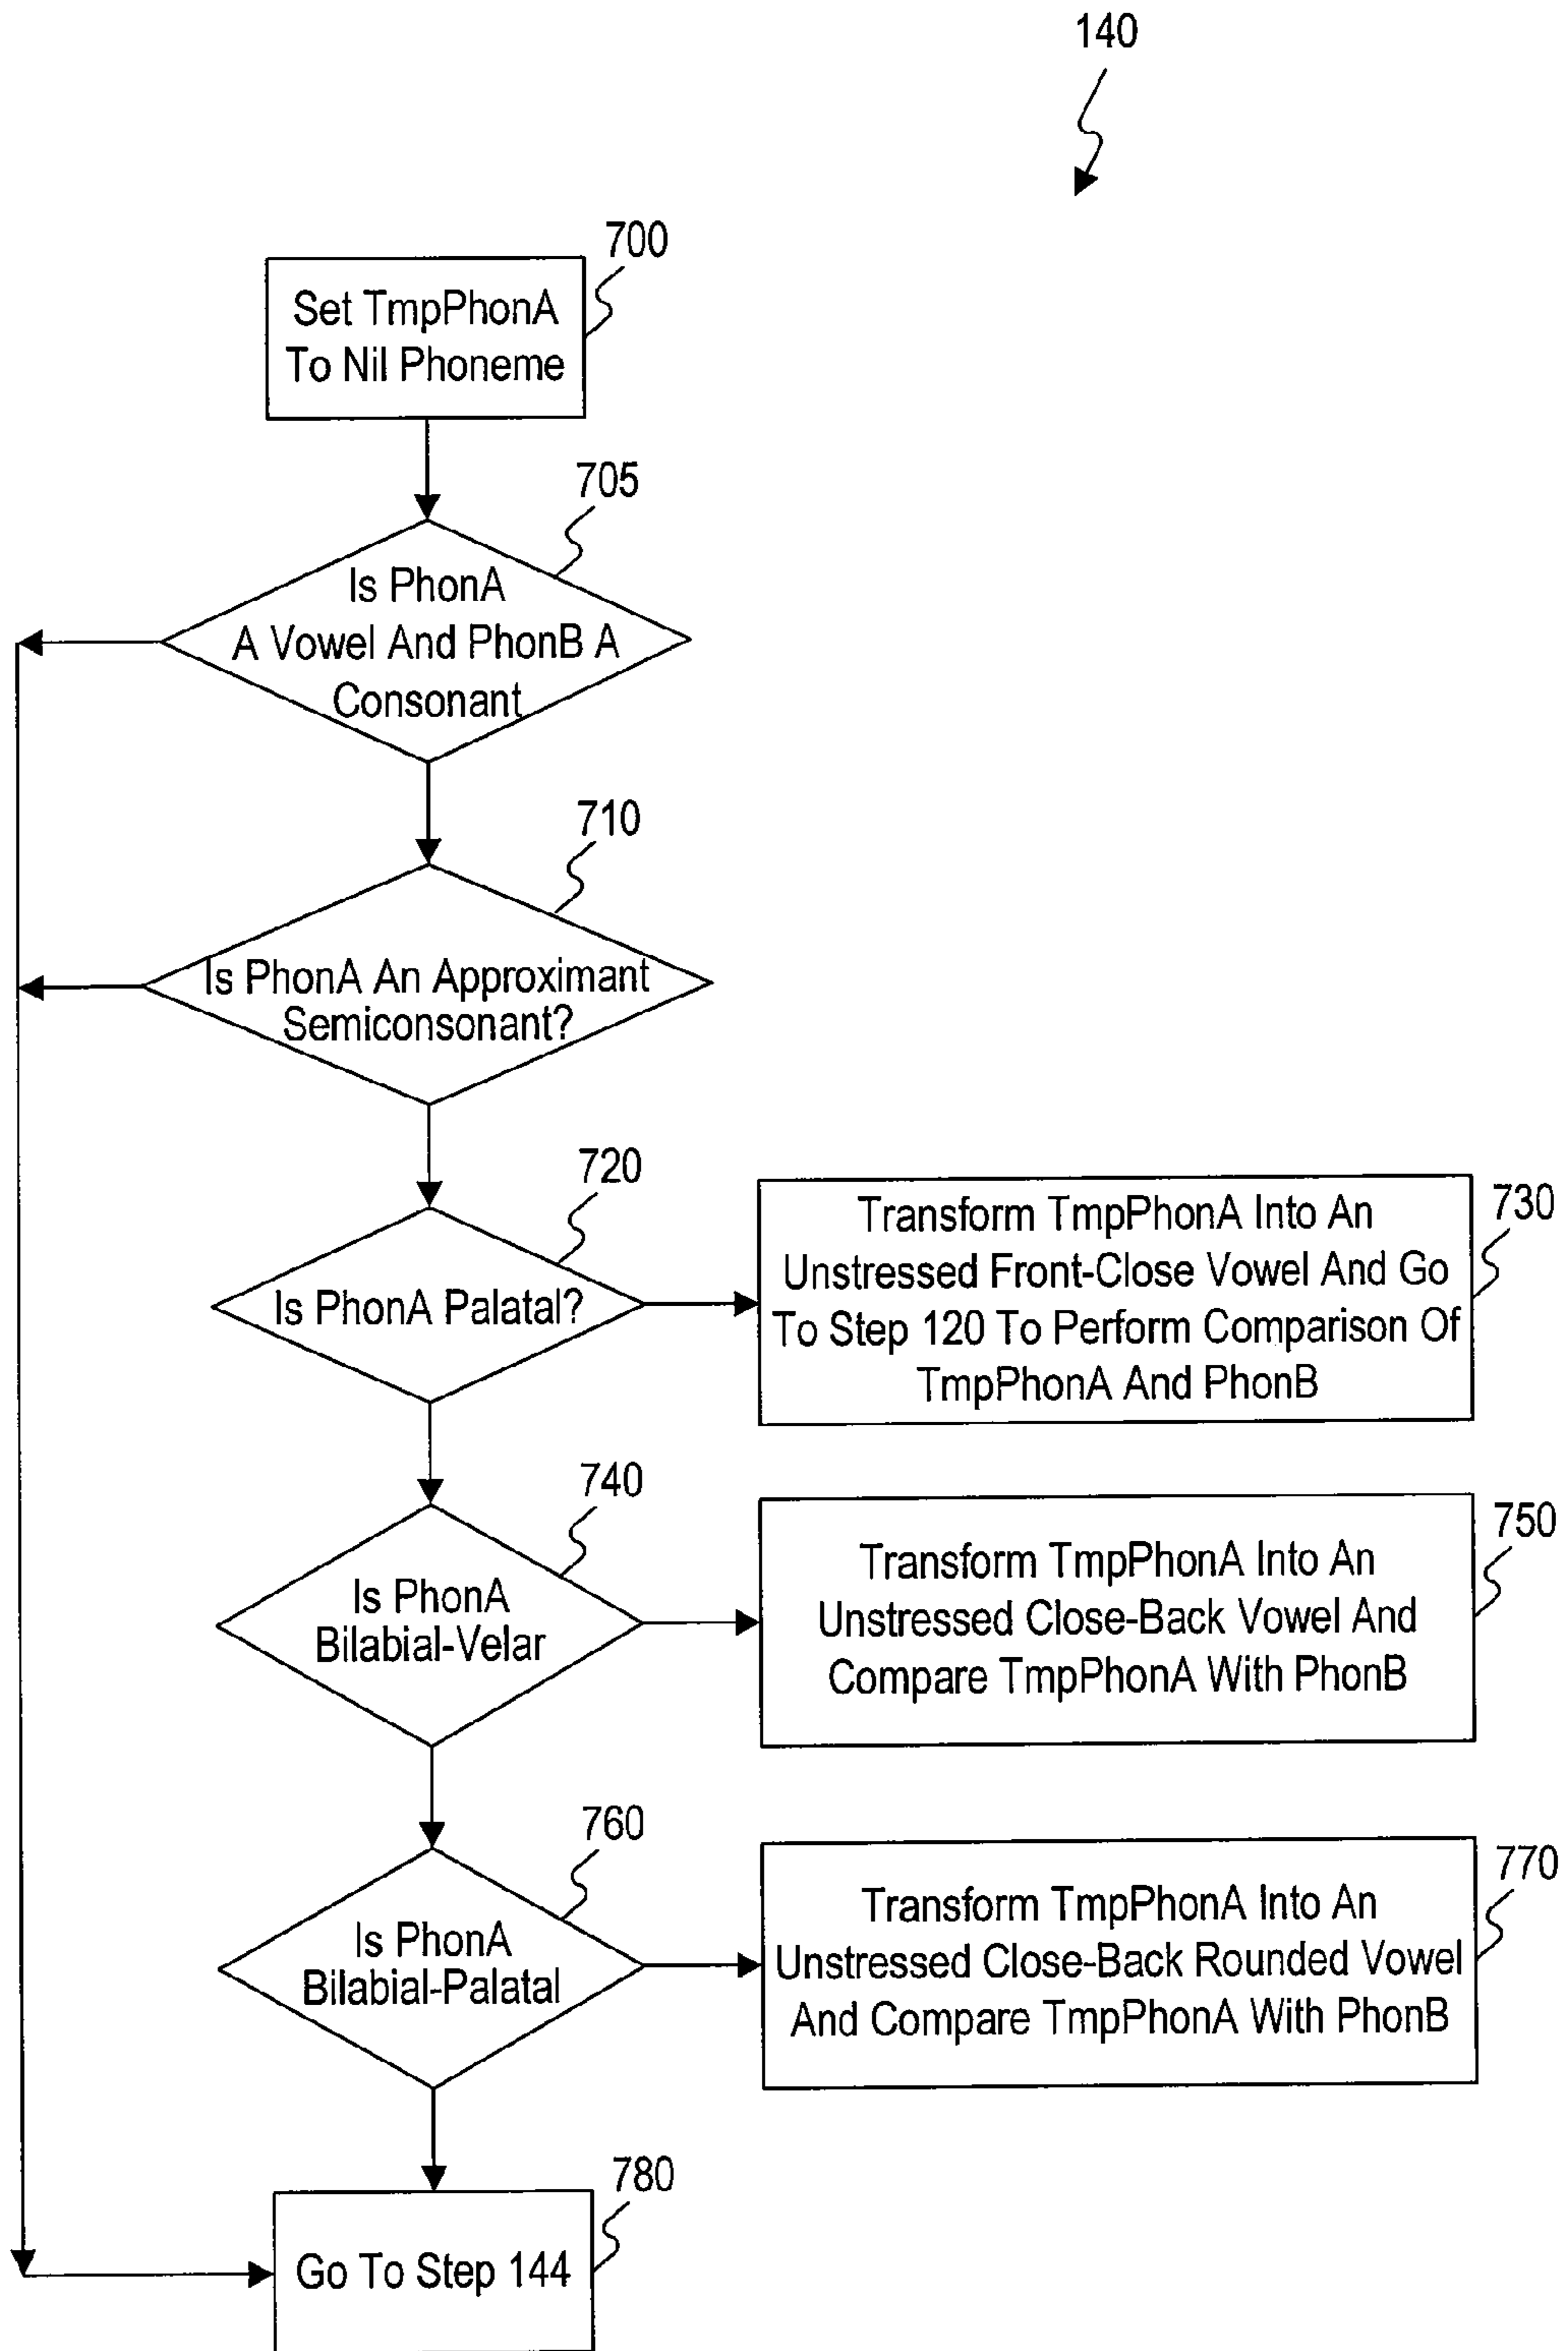 140
700
Set TmpPhonA
To Nil Phoneme
705
Is PhonA
A Vowel And PhonB A
Consonant
710
Is PhonA An Approximant
Semiconsonant?
720
Is PhonA Palatal?
730
Transform TmpPhonA Into An
Unstressed Front-Close Vowel And Go
To Step 120 To Perform Comparison Of
TmpPhonA And PhonB
740
Is PhonA
Bilabial-Velar
750
Transform TmpPhonA Into An
Unstressed Close-Back Vowel And
Compare TmpPhonA With PhonB
760
Is PhonA
Bilabial-Palatal
770
Transform TmpPhonA Into An
Unstressed Close-Back Rounded Vowel
And Compare TmpPhonA With PhonB
780
Go To Step 144